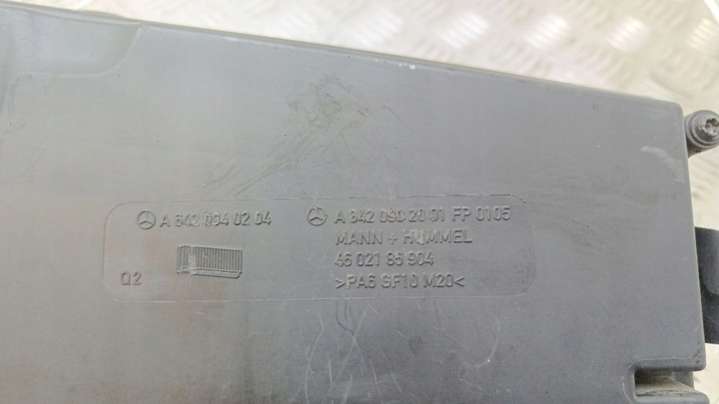 A 642 094 02 04
A 642 090 20 01 FP 01 05
MANN + HUMMEL
46 021 85 904
Q2
>PA6 GF10 M20<